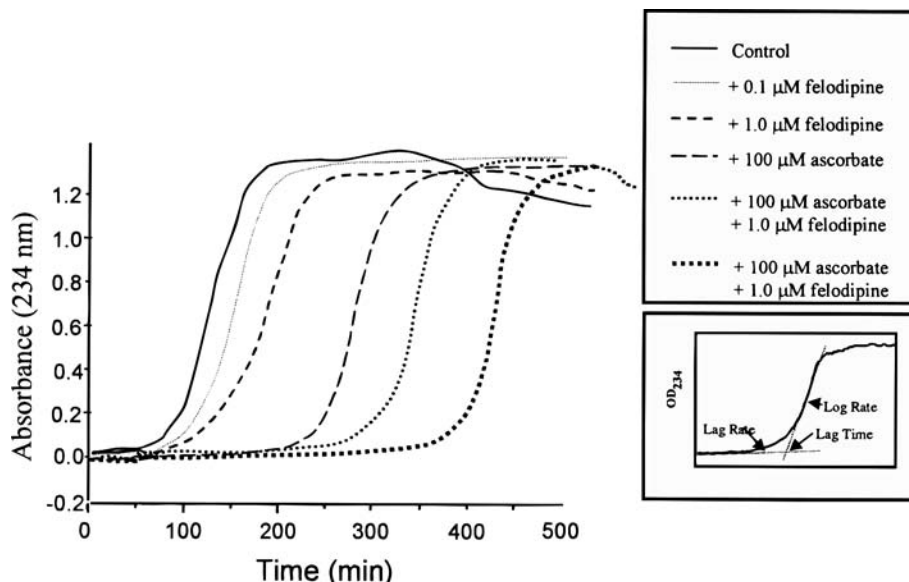 Absorbance (234 nm)
1.2
1.0
0.8
0.6
0.4
0.2
0.0
-0.2
0
100
200
300
400
500
Time (min)
Control
+ 0.1 µM felodipine
+ 1.0 µM felodipine
+ 100 µM ascorbate
+ 100 µM ascorbate
+ 1.0 µM felodipine
+ 100 µM ascorbate
+ 1.0 µM felodipine
OD234
Log Rate
Lag Rate
Lag Time